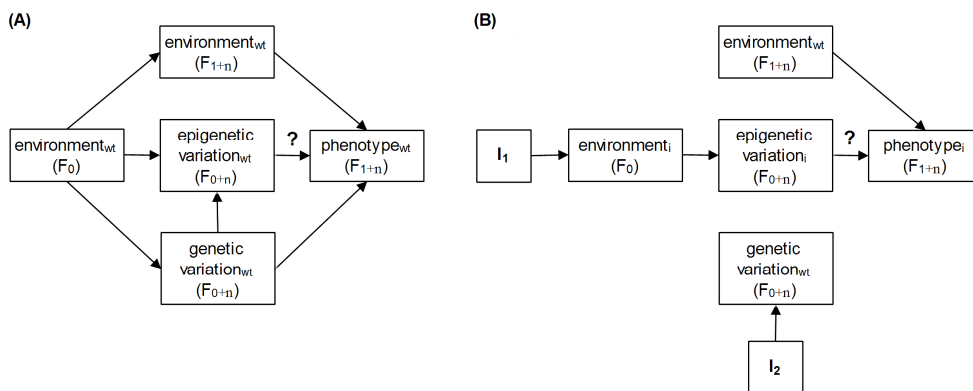 (A)
environmentwt
(F1+n)
environmentwt
(F0)
epigenetic
variationwt
(F0+n)
?
phenotypewt
(F1+n)
genetic
variationwt
(F0+n)
(B)
environmentwt
(F1+n)
I1
environmenti
(F0)
epigenetic
variationi
(F0+n)
?
phenotypei
(F1+n)
genetic
variationwt
(F0+n)
I2